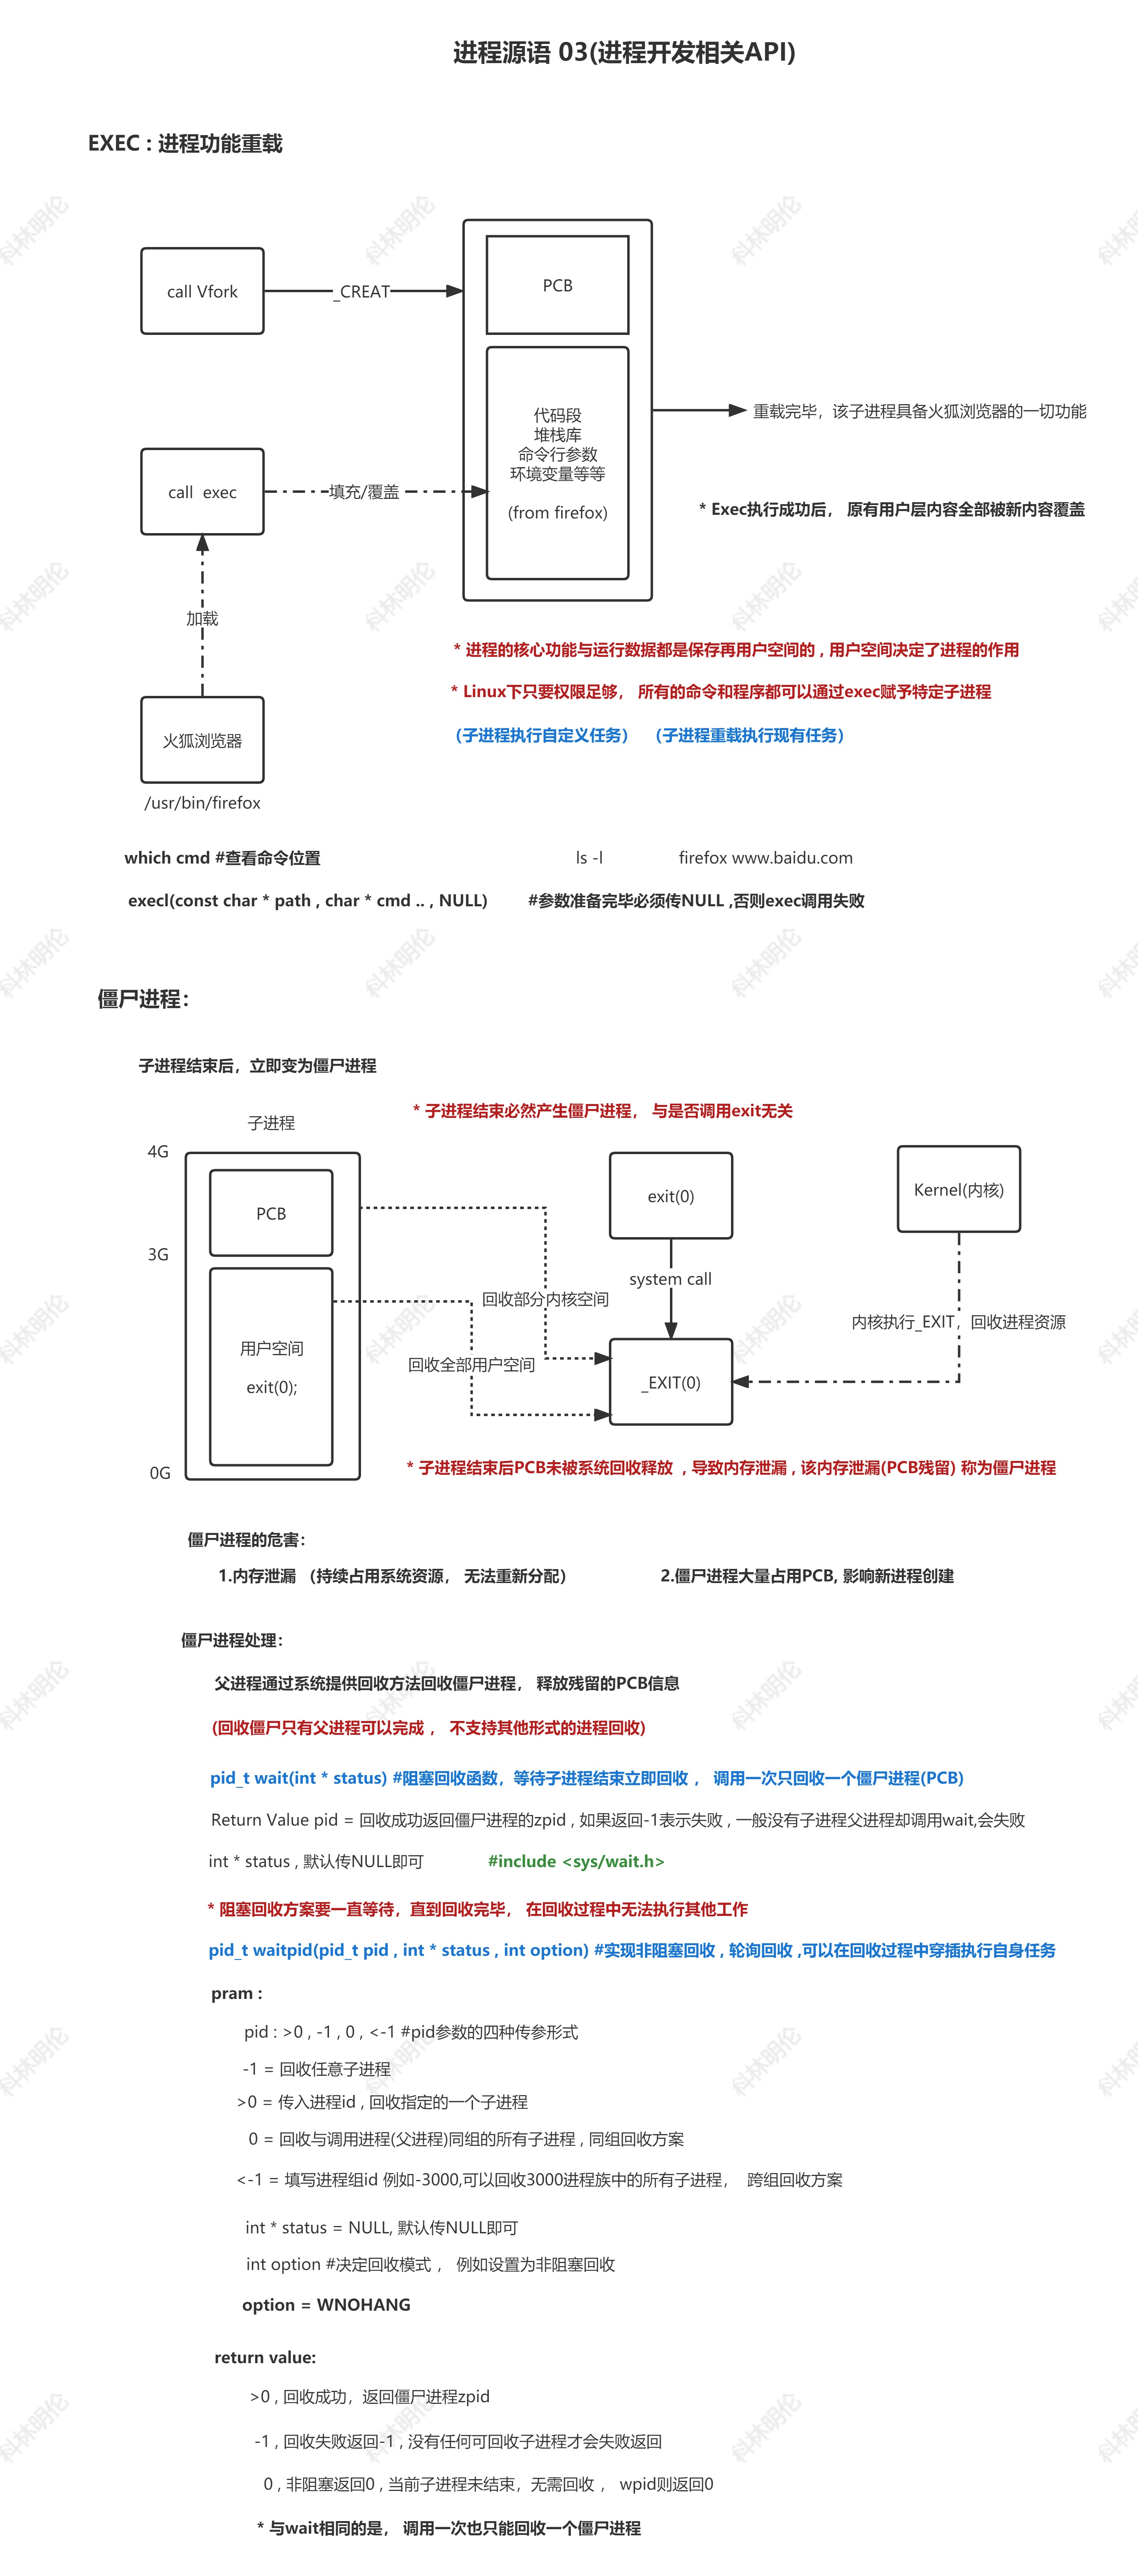 进程源语 03(进程开发相关API)
EXEC : 进程功能重载
call Vfork
_CREAT
PCB
代码段
堆栈库
命令行参数
环境变量等等
(from firefox)
重载完毕，该子进程具备火狐浏览器的一切功能
call exec
填充/覆盖
* Exec执行成功后， 原有用户层内容全部被新内容覆盖
加载
* 进程的核心功能与运行数据都是保存再用户空间的 , 用户空间决定了进程的作用
* Linux下只要权限足够， 所有的命令和程序都可以通过exec赋予特定子进程
（子进程执行自定义任务） （子进程重载执行现有任务）
火狐浏览器
/usr/bin/firefox
which cmd #查看命令位置
ls -l
firefox www.baidu.com
execl(const char * path , char * cmd .. , NULL)
#参数准备完毕必须传NULL ,否则exec调用失败
僵尸进程：
子进程结束后，立即变为僵尸进程
* 子进程结束必然产生僵尸进程， 与是否调用exit无关
子进程
4G
PCB
3G
用户空间
exit(0);
0G
exit(0)
system call
Kernel(内核)
回收部分内核空间
回收全部用户空间
_EXIT(0)
内核执行_EXIT，回收进程资源
* 子进程结束后PCB未被系统回收释放 , 导致内存泄漏 , 该内存泄漏(PCB残留) 称为僵尸进程
僵尸进程的危害：
1.内存泄漏 （持续占用系统资源， 无法重新分配）
2.僵尸进程大量占用PCB, 影响新进程创建
僵尸进程处理：
父进程通过系统提供回收方法回收僵尸进程， 释放残留的PCB信息
(回收僵尸只有父进程可以完成 ， 不支持其他形式的进程回收)
pid_t wait(int * status) #阻塞回收函数，等待子进程结束立即回收 ， 调用一次只回收一个僵尸进程(PCB)
Return Value pid = 回收成功返回僵尸进程的zpid , 如果返回-1表示失败 , 一般没有子进程父进程却调用wait,会失败
int * status , 默认传NULL即可
#include <sys/wait.h>
* 阻塞回收方案要一直等待，直到回收完毕， 在回收过程中无法执行其他工作
pid_t waitpid(pid_t pid , int * status , int option) #实现非阻塞回收 , 轮询回收 ,可以在回收过程中穿插执行自身任务
pram :
pid : >0 , -1 , 0 , <-1 #pid参数的四种传参形式
-1 = 回收任意子进程
>0 = 传入进程id , 回收指定的一个子进程
0 = 回收与调用进程(父进程)同组的所有子进程 , 同组回收方案
<-1 = 填写进程组id 例如-3000,可以回收3000进程族中的所有子进程， 跨组回收方案
int * status = NULL, 默认传NULL即可
int option #决定回收模式 ， 例如设置为非阻塞回收
option = WNOHANG
return value:
>0 , 回收成功，返回僵尸进程zpid
-1 , 回收失败返回-1 , 没有任何可回收子进程才会失败返回
0 , 非阻塞返回0 , 当前子进程未结束，无需回收 ， wpid则返回0
* 与wait相同的是， 调用一次也只能回收一个僵尸进程
科林明伦